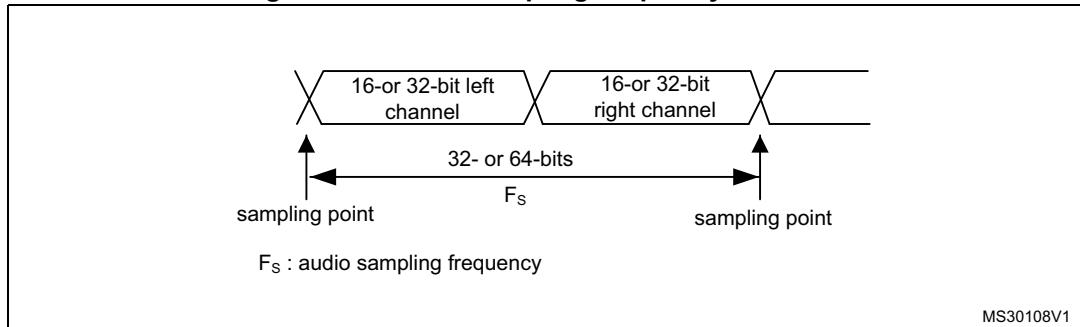 16-or 32-bit left
channel
16-or 32-bit
right channel
32- or 64-bits
FS
sampling point
sampling point
FS : audio sampling frequency
MS30108V1